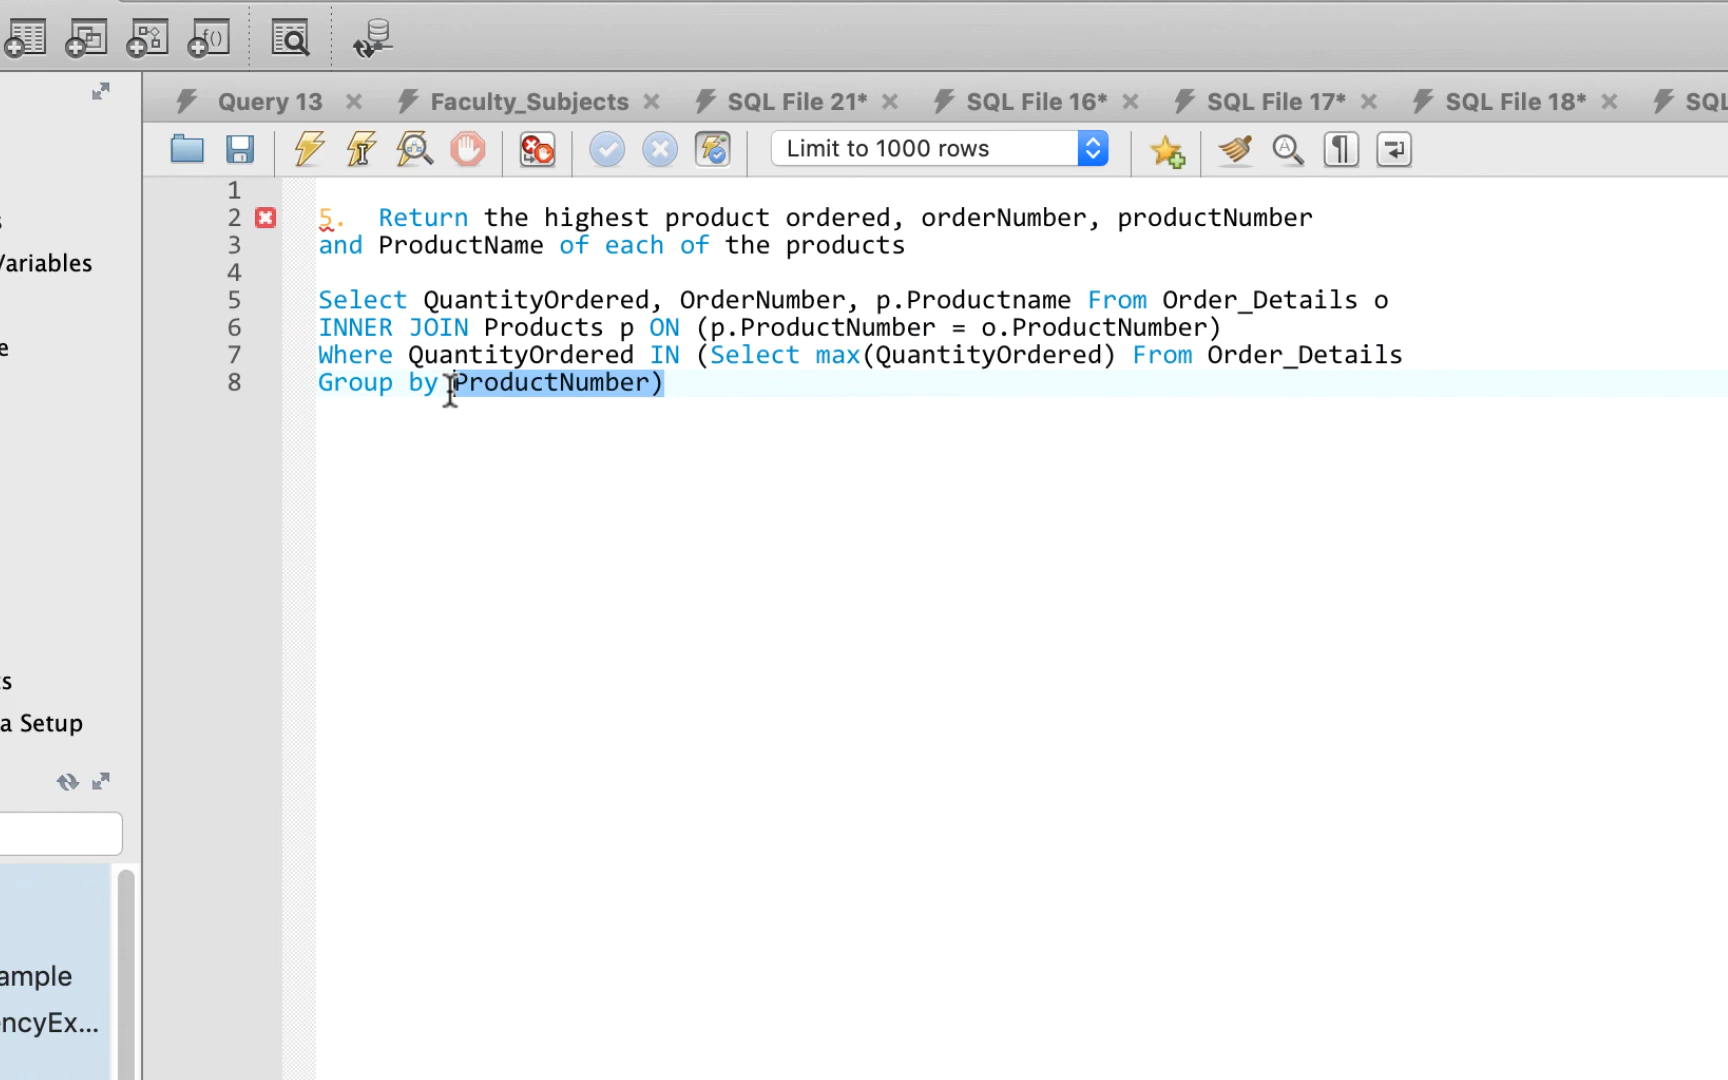 f()
Query 13
Faculty_Subjects
SQL File 21*
SQL File 16*
SQL File 17*
SQL File 18*
SQL
Limit to 1000 rows
1
2 5. Return the highest product ordered, orderNumber, productNumber
3 and ProductName of each of the products
4
5 Select QuantityOrdered, OrderNumber, p.Productname From Order_Details o
6 INNER JOIN Products p ON (p.ProductNumber = o.ProductNumber)
7 Where QuantityOrdered IN (Select max(QuantityOrdered) From Order_Details
8 Group by ProductNumber)
s
Variables
e
s
a Setup
ample
encyEx...